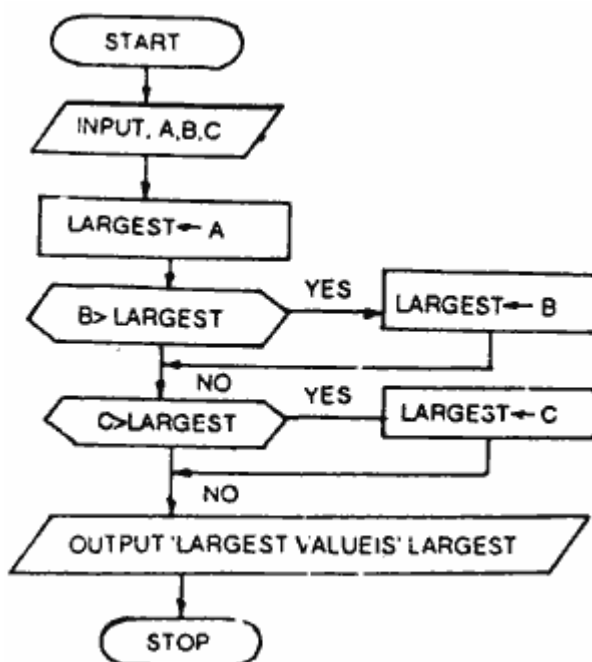 START
INPUT, A,B,C
LARGEST← A
B> LARGEST
YES
LARGEST← B
NO
C>LARGEST
YES
LARGEST←C
NO
OUTPUT 'LARGEST VALUEIS' LARGEST
STOP